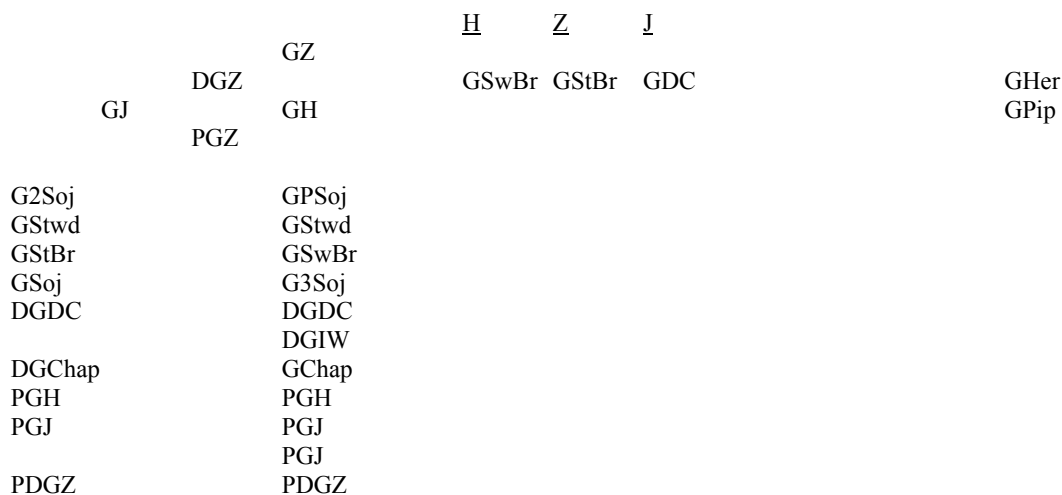 H Z J
GZ
DGZ GSwBr GStBr GDC GHer
GJ GH GPip
PGZ
G2Soj GPSoj
GStwd GStwd
GStBr GSwBr
GSoj G3Soj
DGDC DGDC
DGIW
DGChap GChap
PGH PGH
PGJ PGJ
PGJ
PDGZ PDGZ